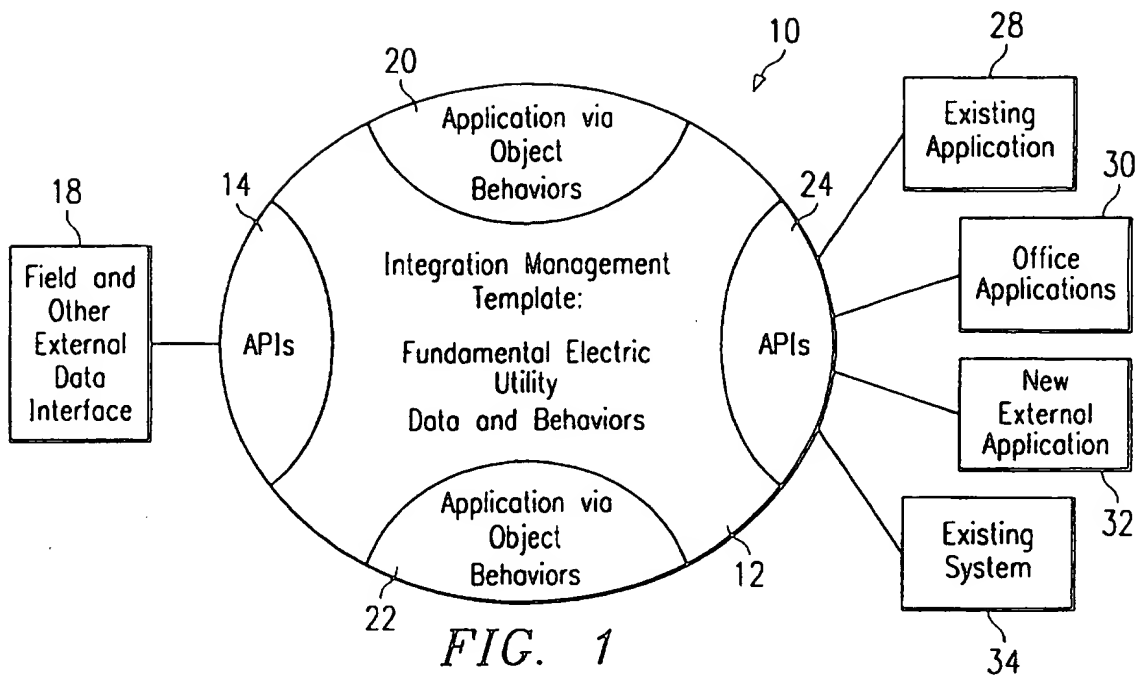 10
28
Existing
Application
20
Application via
Object
Behaviors
14
18
Field and
Other
External
Data
Interface
APIs
Integration Management
Template:
Fundamental Electric
Utility
Data and Behaviors
24
APIs
30
Office
Applications
New
External
Application
32
Application via
Object
Behaviors
22
12
Existing
System
34
FIG. 1